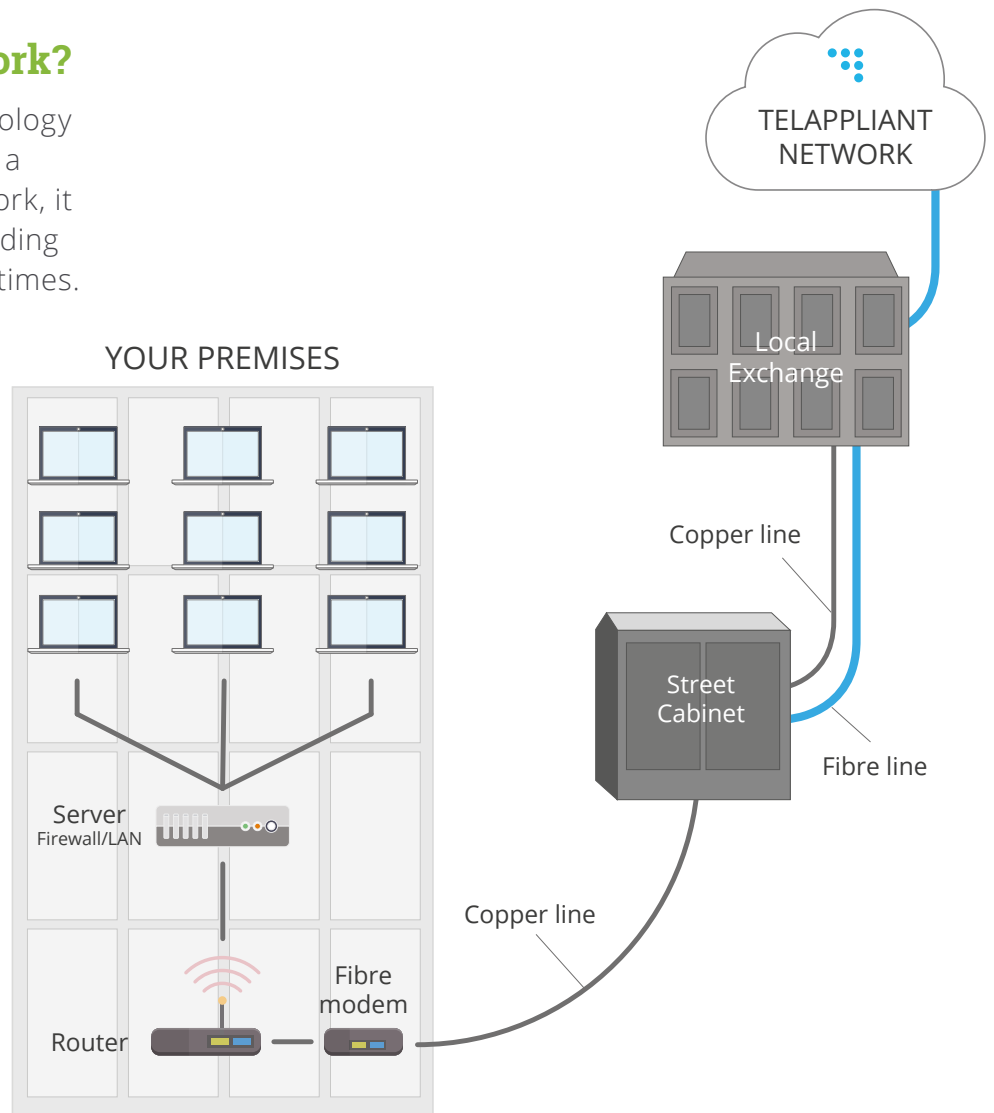 ork?
ology
a
ork, it
ding
times.
TELAPPLIANT
NETWORK
Local
Exchange
YOUR PREMISES
Copper line
Street
Cabinet
Fibre line
Server
Firewall/LAN
Copper line
Fibre
modem
Router